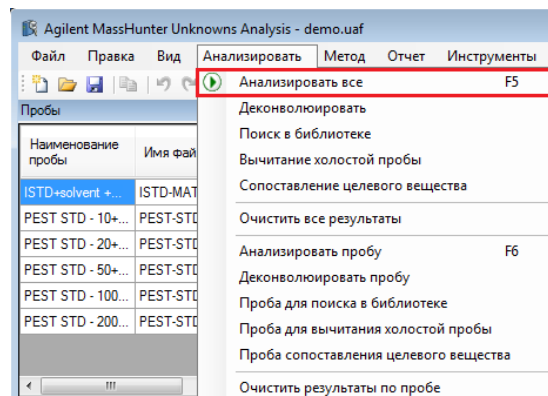 Agilent MassHunter Unknowns Analysis - demo.uaf
Файл Правка Вид Анализировать Метод Отчет Инструменты
Анализировать все F5
Пробы
Деконволюировать
Поиск в библиотеке
Вычитание холостой пробы
Сопоставление целевого вещества
Очистить все результаты
Анализировать пробу F6
Деконволюировать пробу
Проба для поиска в библиотеке
Проба для вычитания холостой пробы
Проба сопоставления целевого вещества
Очистить результаты по пробе
Наименование пробы Имя фай
ISTD+solvent +... ISTD-MAT
PEST STD - 10+... PEST-STD
PEST STD - 20+... PEST-STD
PEST STD - 50+... PEST-STD
PEST STD - 100... PEST-STD
PEST STD - 200... PEST-STD